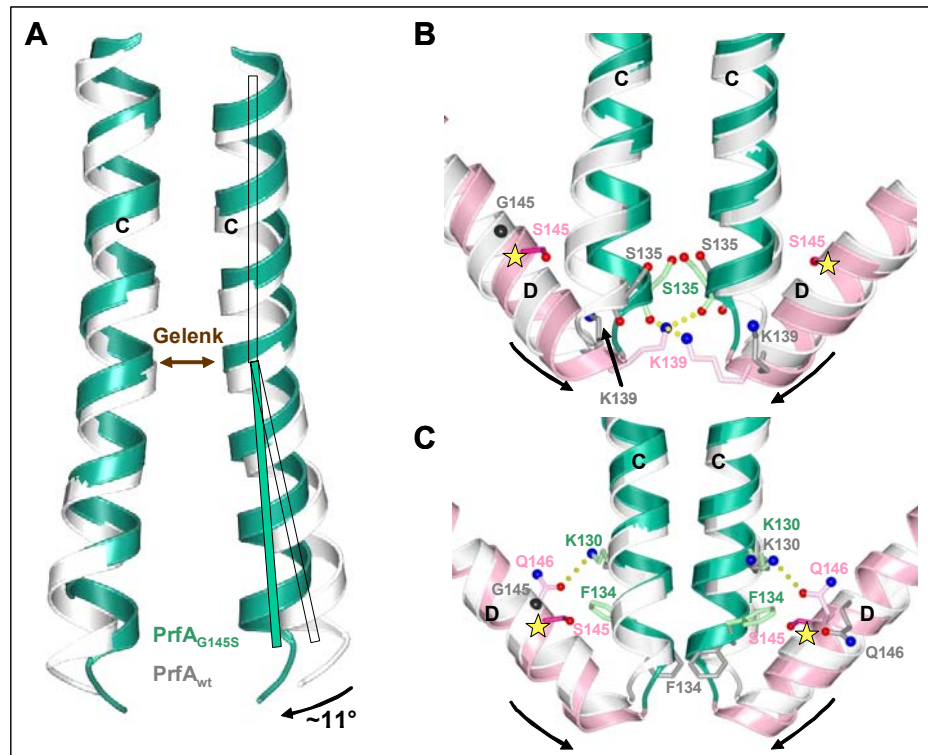 A
C
C
Gelenk
PrfAG145S
PrfAwt
~11°
B
C
C
G145
S145
S135
S135
S135
S145
D
D
K139
K139
K139
C
C
C
K130
K130
K130
Q146
Q146
G145
D
F134
F134
D
S145
S145
Q146
F134